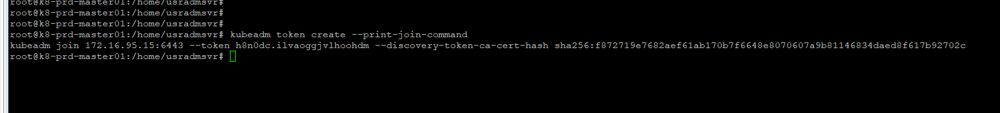 root@k8-prd-master01:/home/usradmsvr#
root@k8-prd-master01:/home/usradmsvr#
root@k8-prd-master01:/home/usradmsvr#
root@k8-prd-master01:/home/usradmsvr# kubeadm token create --print-join-command
kubeadm join 172.16.95.15:6443 --token h8n0dc.ilvaoggjvlhoohdm --discovery-token-ca-cert-hash sha256:f872719e7682aef61ab170b7f6648e8070607a9b81146834daed8f617b92702c
root@k8-prd-master01:/home/usradmsvr#